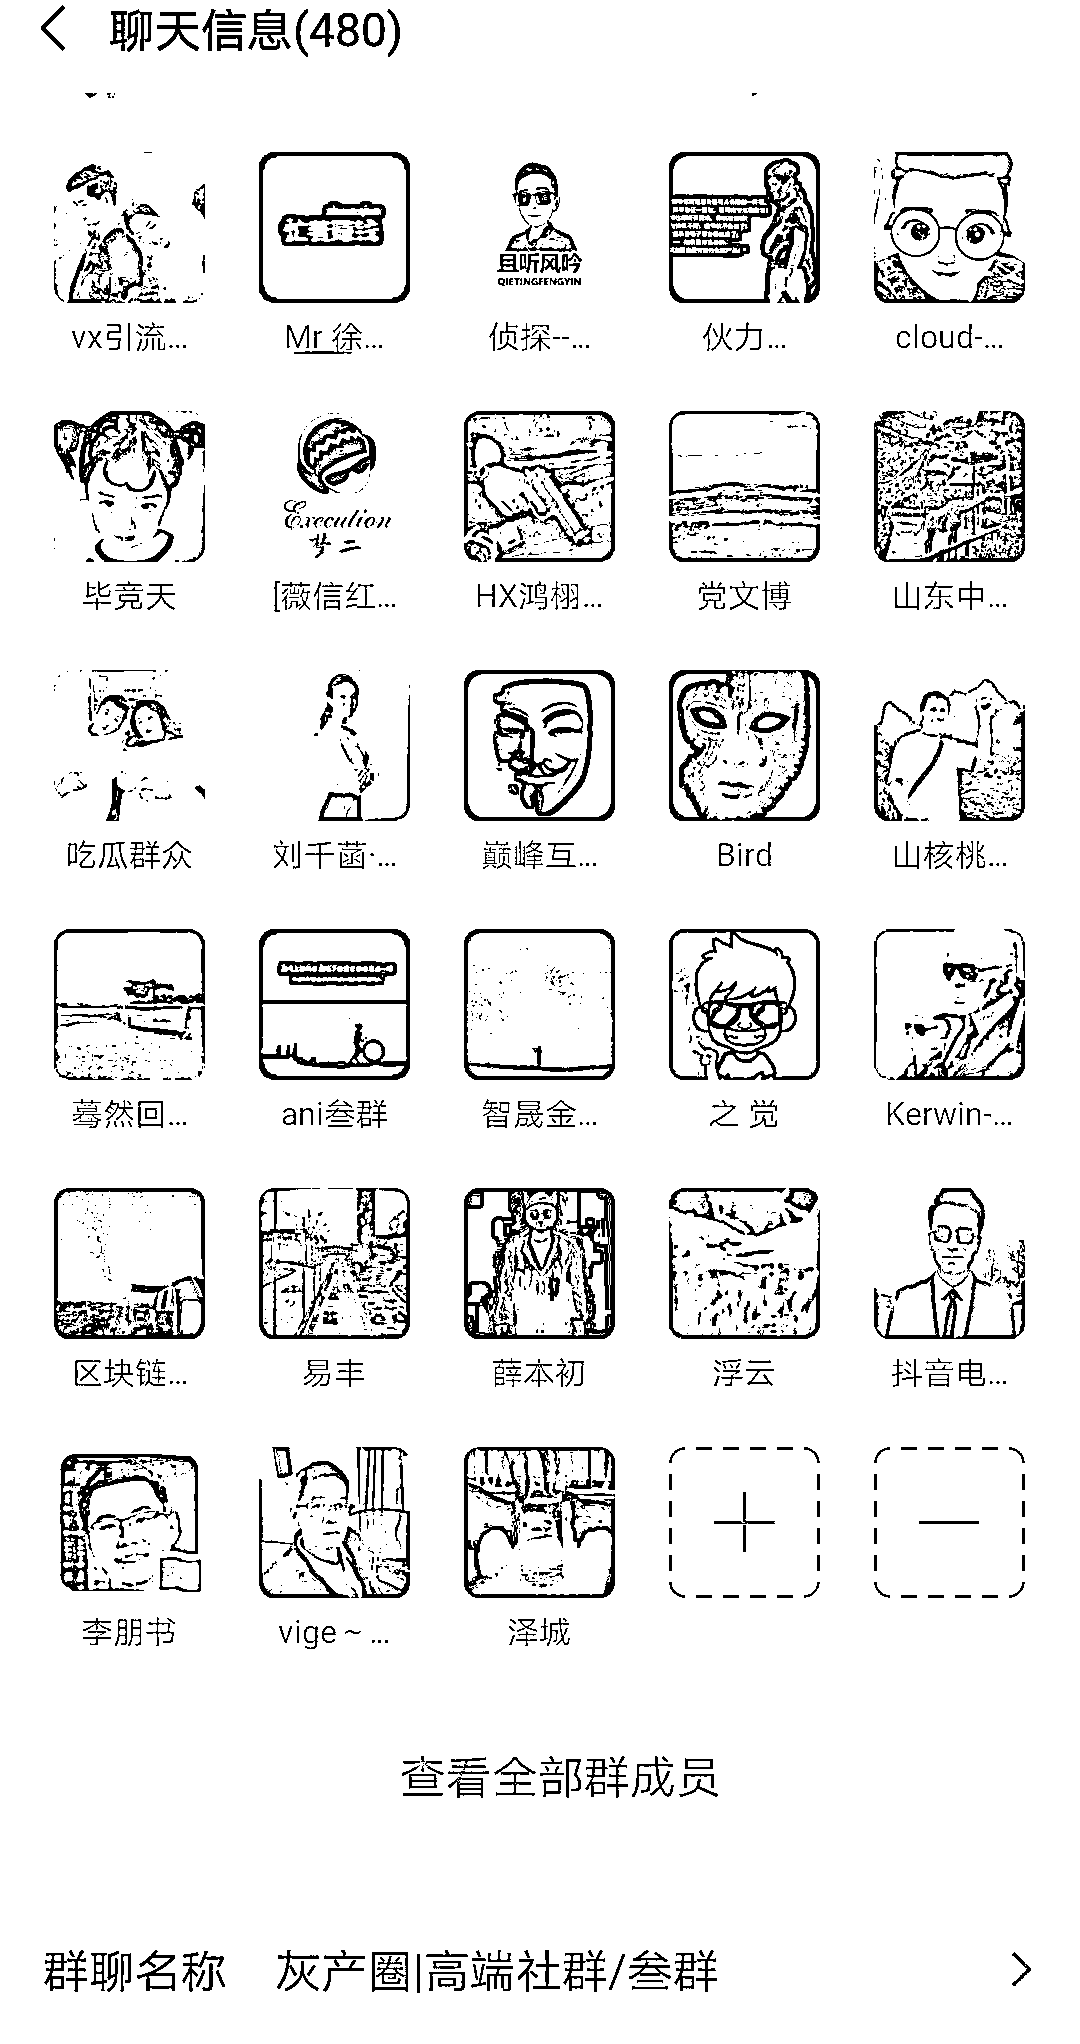 聊天信息(480)
且听风吟
QIETINGFENGYIN
vx引流...
Mr 徐...
侦探--...
伙力...
cloud-...
Execution
梦二
毕竞天
[薇信红...
HX鸿栩...
党文博
山东中...
吃瓜群众
刘千菡·...
巅峰互...
Bird
山核桃...
蓦然回...
ani叁群
智晟金...
之 觉
Kerwin-...
区块链...
易丰
薛本初
浮云
抖音电...
李朋书
vige ~ ...
泽城
查看全部群成员
群聊名称 灰产圈|高端社群/叁群